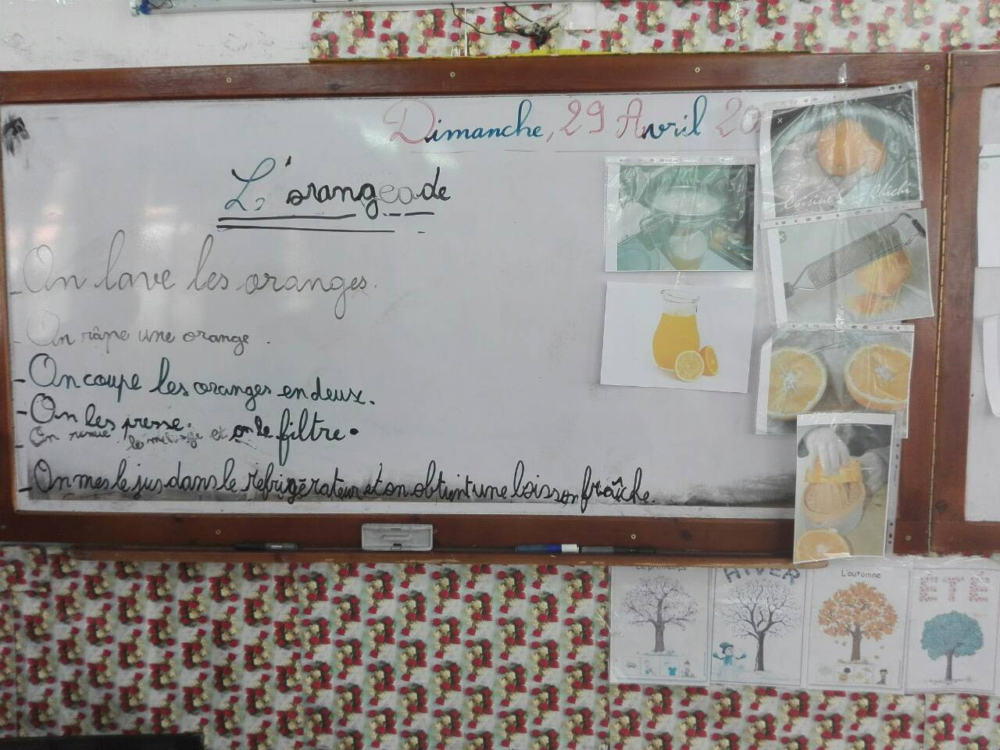 Dimanche, 29 Avril 20
L'orangeade
Cuisine Chichi
- On lave les oranges.
- On râpe une orange.
- On coupe les oranges en deux.
- On les presse.
- On remue le mélange et on le filtre.
- On mes le jus dans le réfrigérateur et on obtient une boisson fraîche.
Le printemps
HIVER
L'automne
ÉTÉ